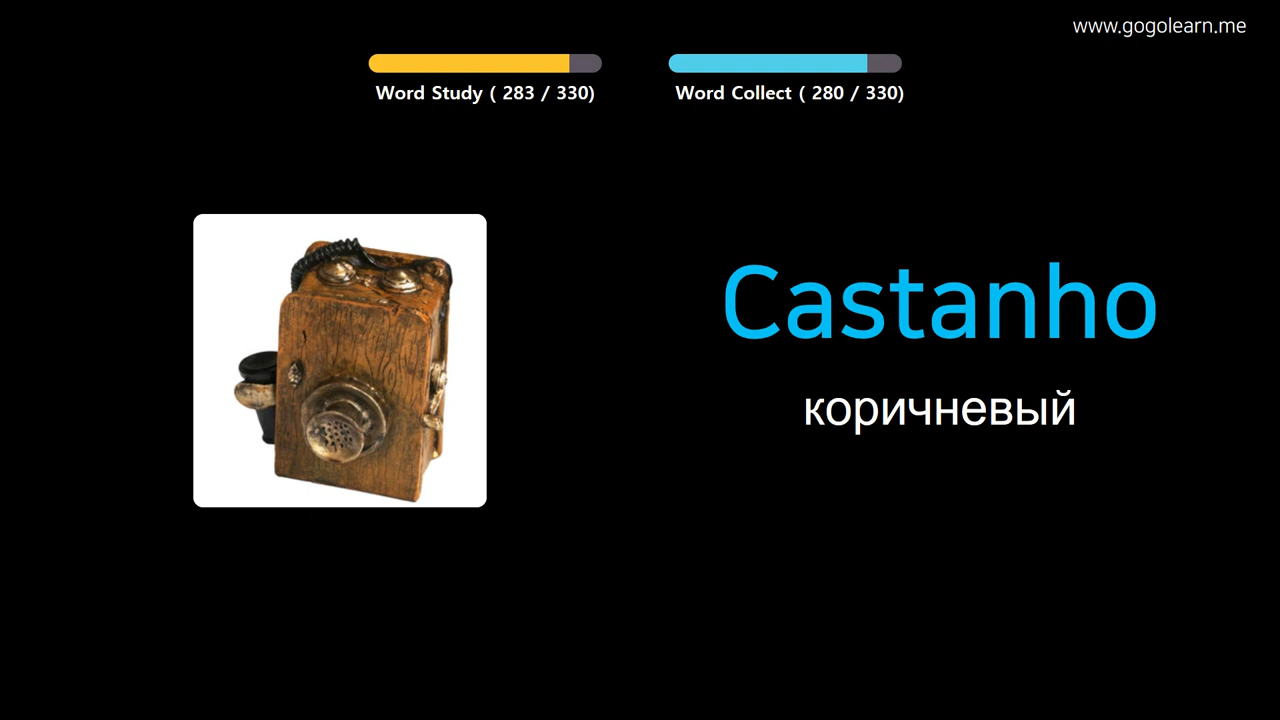 www.gogolearn.me
Word Study ( 283 / 330)
Word Collect ( 280 / 330)
Castanho
коричневый